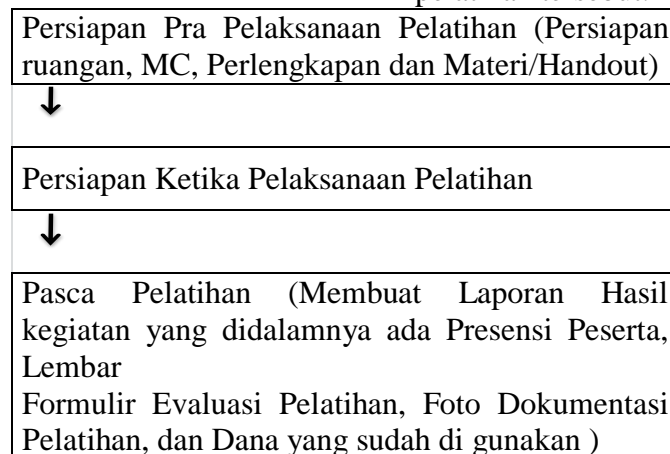 Persiapan Pra Pelaksanaan Pelatihan (Persiapan
ruangan, MC, Perlengkapan dan Materi/Handout)
↓
Persiapan Ketika Pelaksanaan Pelatihan
↓
Pasca Pelatihan (Membuat Laporan Hasil
kegiatan yang didalamnya ada Presensi Peserta,
Lembar
Formulir Evaluasi Pelatihan, Foto Dokumentasi
Pelatihan, dan Dana yang sudah di gunakan )